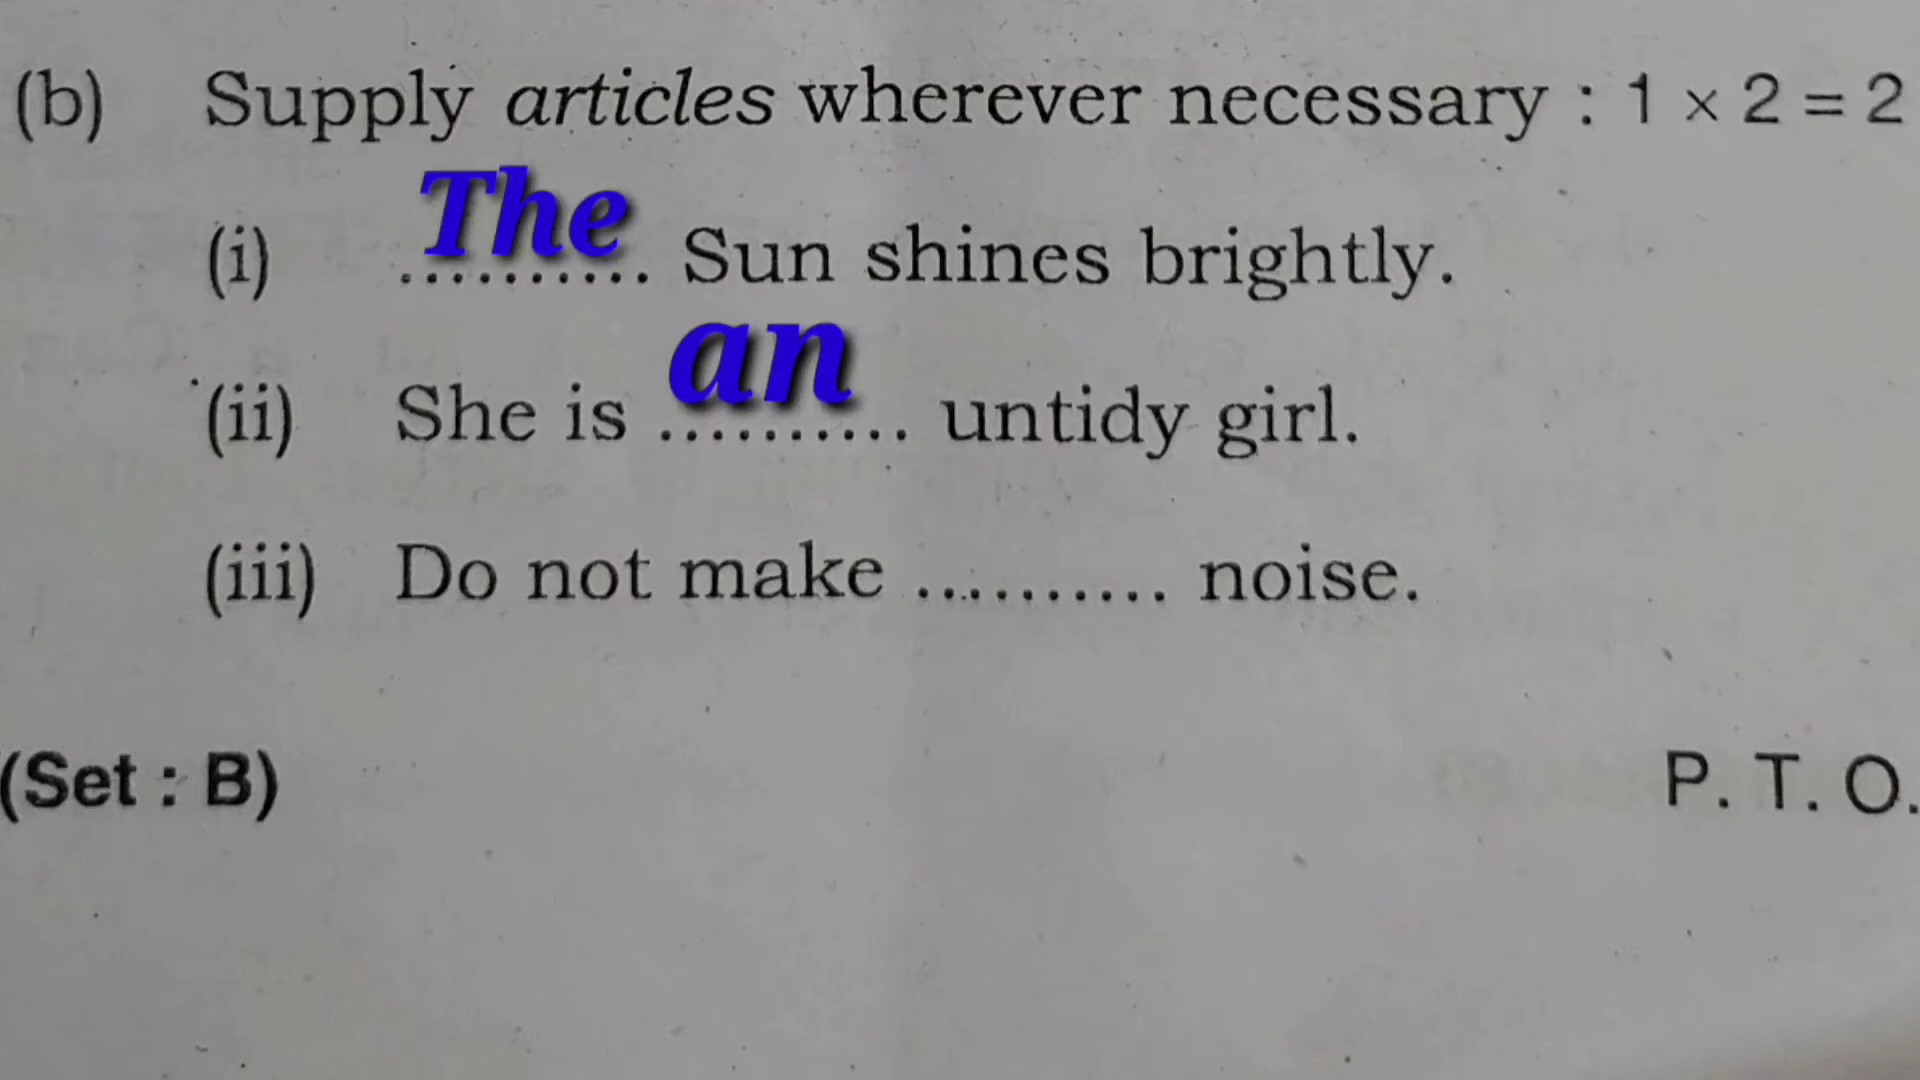 (b) Supply articles wherever necessary : 1 × 2 = 2
(i) The .......... Sun shines brightly.
(ii) She is an .......... untidy girl.
(iii) Do not make .......... noise.
(Set : B) P. T. O.